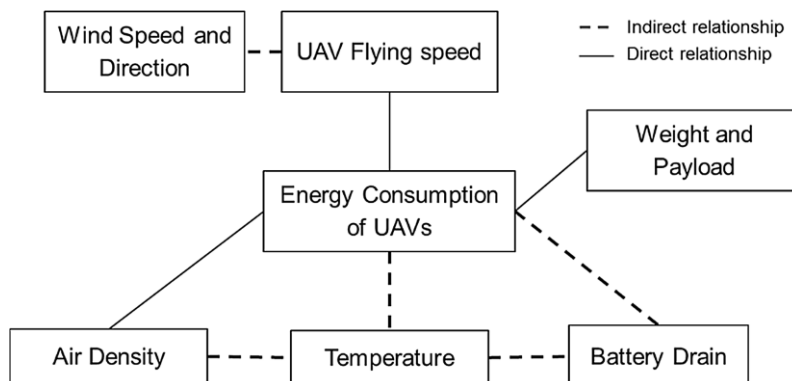 Wind Speed and
Direction
UAV Flying speed
Indirect relationship
Direct relationship
Weight and
Payload
Energy Consumption
of UAVs
Air Density
Temperature
Battery Drain